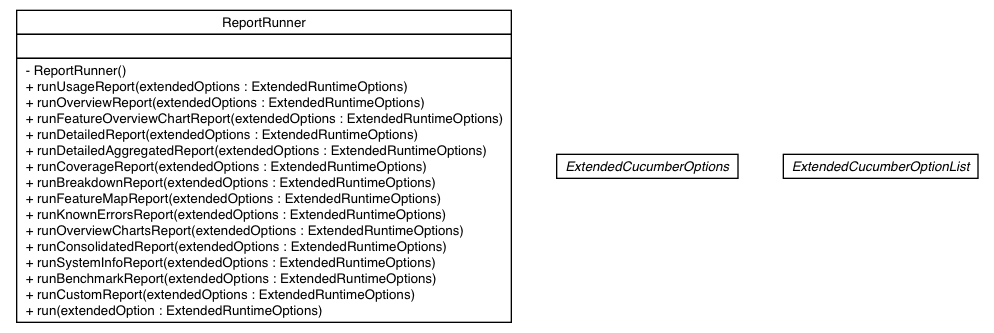 ReportRunner
- ReportRunner()
+ runUsageReport(extendedOptions : ExtendedRuntimeOptions)
+ runOverviewReport(extendedOptions : ExtendedRuntimeOptions)
+ runFeatureOverviewChartReport(extendedOptions : ExtendedRuntimeOptions)
+ runDetailedReport(extendedOptions : ExtendedRuntimeOptions)
+ runDetailedAggregatedReport(extendedOptions : ExtendedRuntimeOptions)
+ runCoverageReport(extendedOptions : ExtendedRuntimeOptions)
+ runBreakdownReport(extendedOptions : ExtendedRuntimeOptions)
+ runFeatureMapReport(extendedOptions : ExtendedRuntimeOptions)
+ runKnownErrorsReport(extendedOptions : ExtendedRuntimeOptions)
+ runOverviewChartsReport(extendedOptions : ExtendedRuntimeOptions)
+ runConsolidatedReport(extendedOptions : ExtendedRuntimeOptions)
+ runSystemInfoReport(extendedOptions : ExtendedRuntimeOptions)
+ runBenchmarkReport(extendedOptions : ExtendedRuntimeOptions)
+ runCustomReport(extendedOptions : ExtendedRuntimeOptions)
+ run(extendedOption : ExtendedRuntimeOptions)
ExtendedCucumberOptions
ExtendedCucumberOptionList